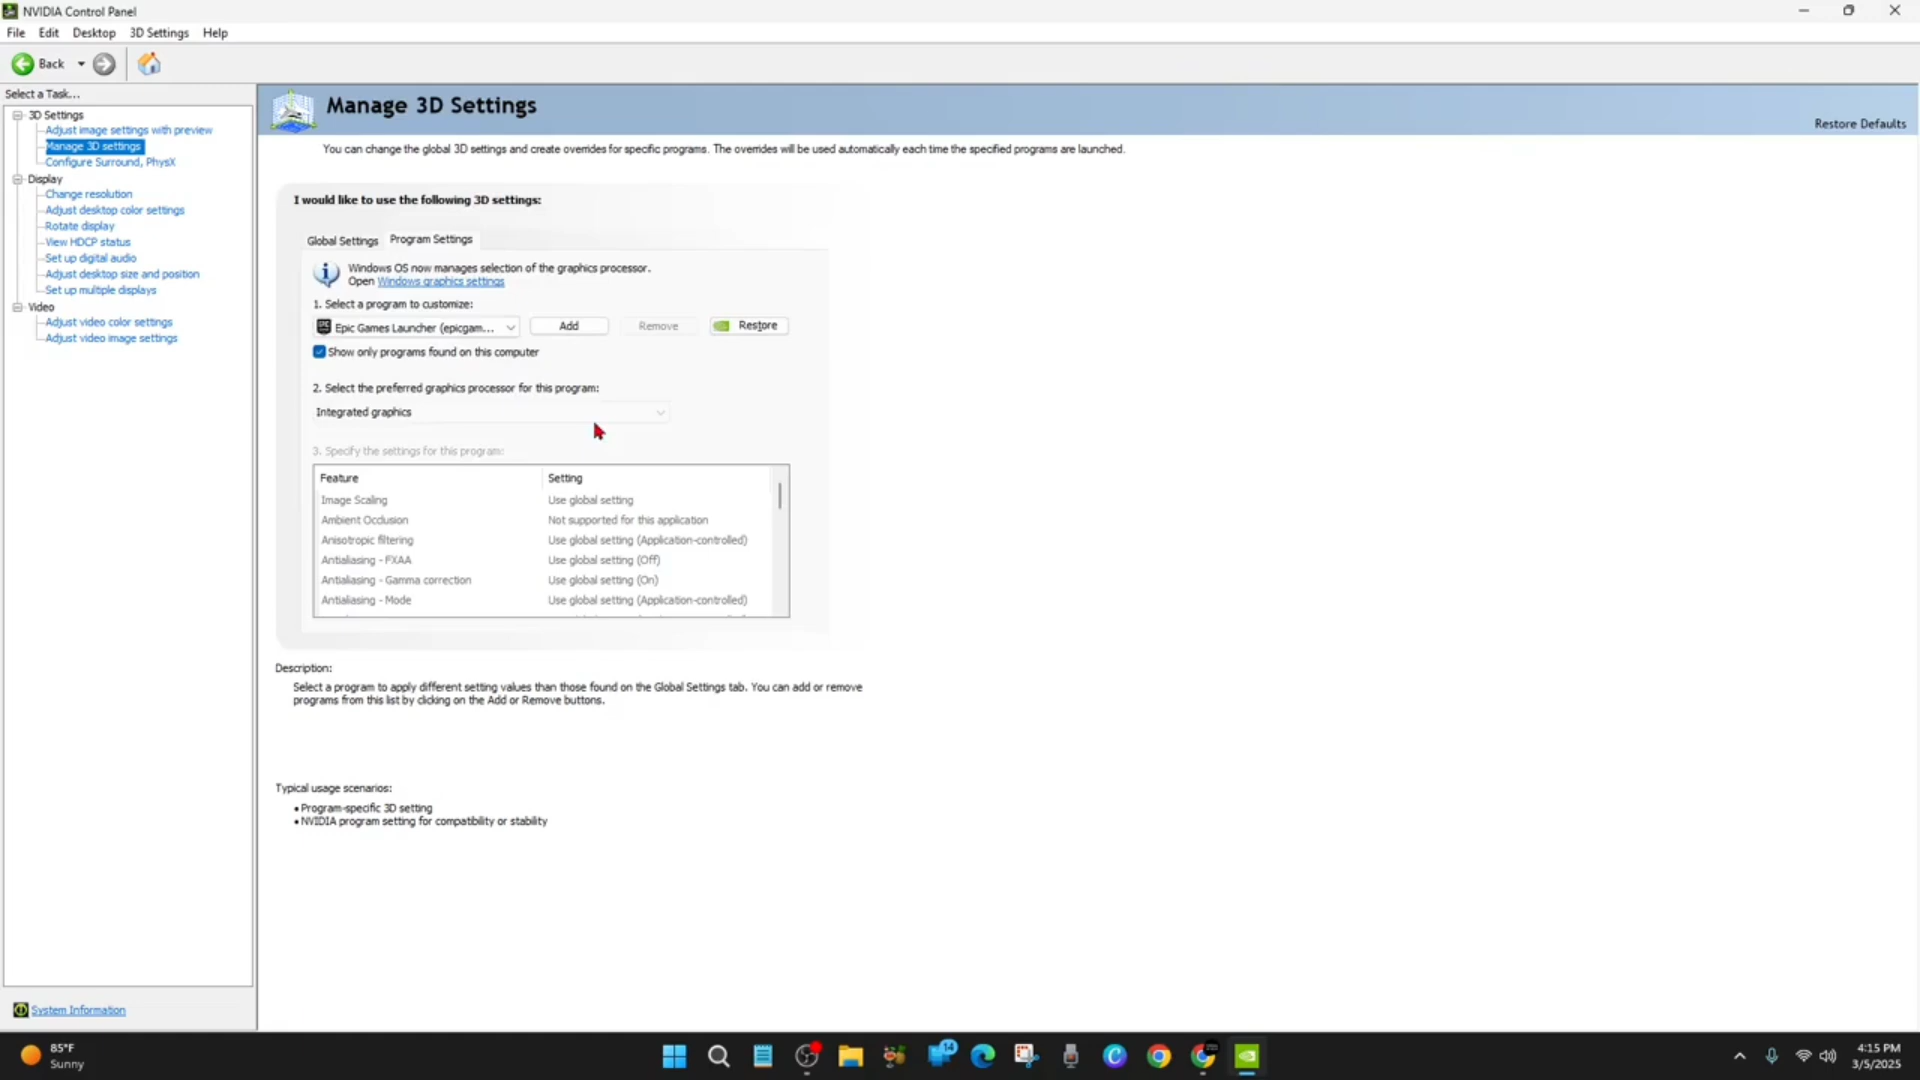 NVIDIA Control Panel
File Edit Desktop 3D Settings Help
Back
Select a Task...
3D Settings
Adjust image settings with preview
Manage 3D settings
Configure Surround, PhysX
Display
Change resolution
Adjust desktop color settings
Rotate display
View HDCP status
Set up digital audio
Adjust desktop size and position
Set up multiple displays
Video
Adjust video color settings
Adjust video image settings
System Information
Manage 3D Settings
Restore Defaults
You can change the global 3D settings and create overrides for specific programs. The overrides will be used automatically each time the specified programs are launched.
I would like to use the following 3D settings:
Global Settings Program Settings
Windows OS now manages selection of the graphics processor.
Open Windows graphics settings
1. Select a program to customize:
EPIC Epic Games Launcher (epicgam... Add Remove Restore
Show only programs found on this computer
2. Select the preferred graphics processor for this program:
Integrated graphics
3. Specify the settings for this program:
Feature Setting
Image Scaling Use global setting
Ambient Occlusion Not supported for this application
Anisotropic filtering Use global setting (Application-controlled)
Antialiasing - FXAA Use global setting (Off)
Antialiasing - Gamma correction Use global setting (On)
Antialiasing - Mode Use global setting (Application-controlled)
Description:
Select a program to apply different setting values than those found on the Global Settings tab. You can add or remove
programs from this list by clicking on the Add or Remove buttons.
Typical usage scenarios:
• Program-specific 3D setting
• NVIDIA program setting for compatibility or stability
85°F
Sunny
14
4:15 PM
3/5/2025